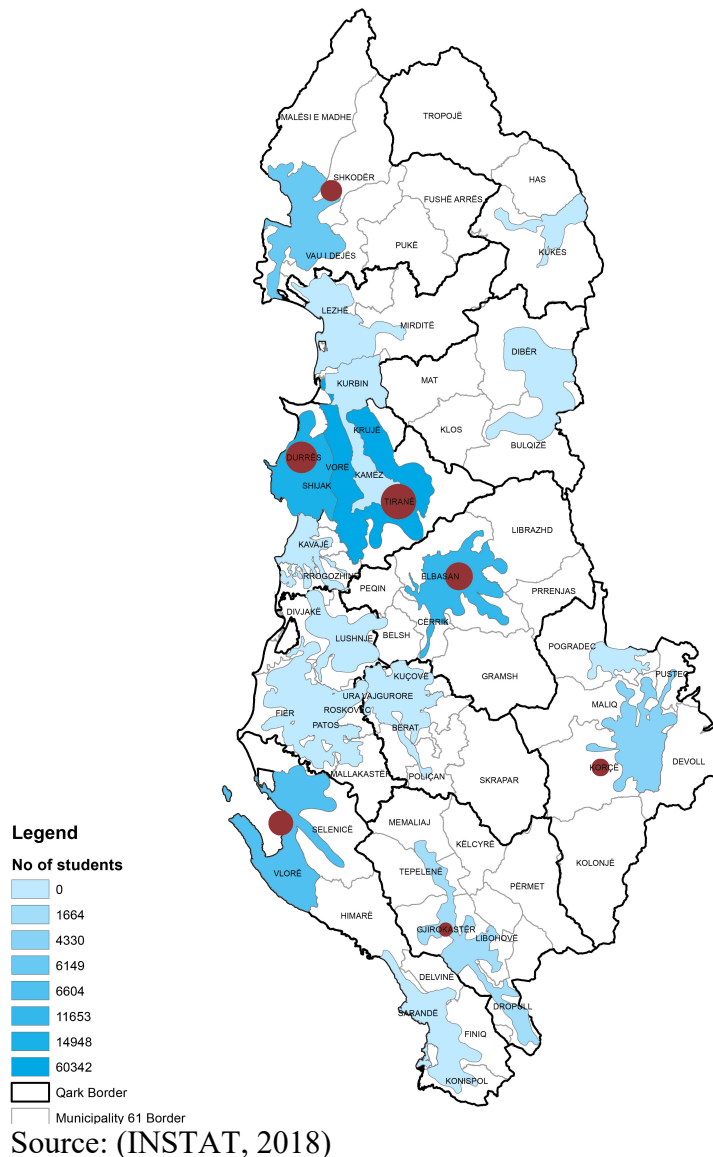 MALËSI E MADHE
TROPOJË
SHKODËR
HAS
FUSHË ARRËS
KUKËS
PUKË
VAU I DEJËS
LEZHË
MIRDITË
DIBËR
KURBIN
MAT
KRUJË
KLOS
BULQIZË
DURRËS
VORË
KAMËZ
SHIJAK
TIRANË
LIBRAZHD
KAVAJË
RROGOZHINË
PEQIN
ELBASAN
PRRENJAS
DIVJAKË
CËRRIK
LUSHNJË
BELSH
POGRADEC
KUÇOVË
GRAMSH
PUSTEC
URA VAJGURORE
MALIQ
FIER
ROSKOVEC
PATOS
BERAT
DEVOLL
KORÇË
MALLAKASTËR
POLIÇAN
SKRAPAR
SELENICË
MEMALIAJ
KËLCYRË
VLORË
TEPELENË
KOLONJË
PËRMET
HIMARË
GJIROKASTËR
LIBOHOVË
DELVINË
SARANDË
DROPULL
FINIQ
KONISPOL
Legend
No of students
0
1664
4330
6149
6604
11653
14948
60342
Qark Border
Municipality 61 Border
Source: (INSTAT, 2018)